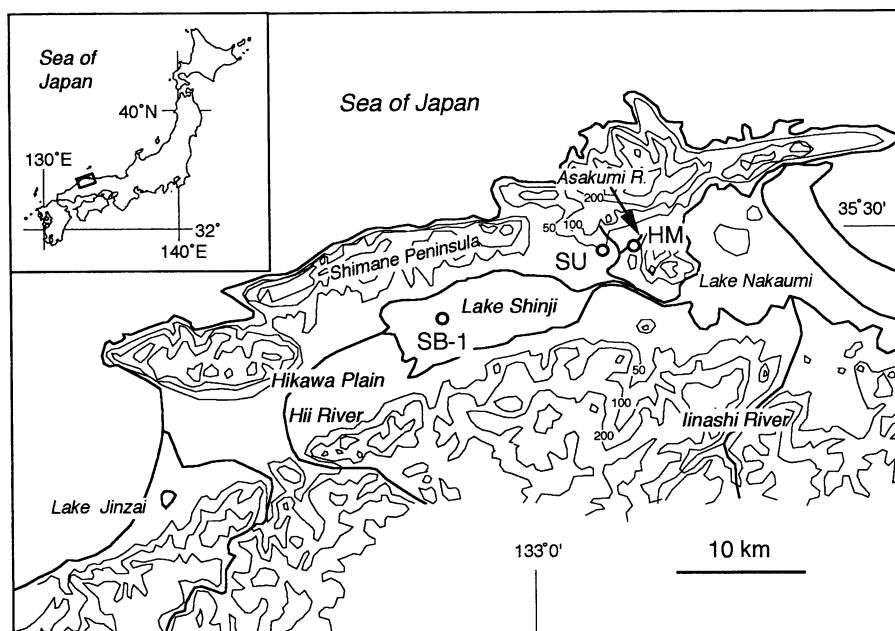 Sea of
Japan
40˚N
130˚E
32˚
140˚E
Sea of Japan
Asakumi R.
200
50
100
HM
SU
35˚30'
Shimane Peninsula
Lake Nakaumi
Lake Shinji
SB-1
Hikawa Plain
Hii River
50
100
200
Iinashi River
Lake Jinzai
133˚0'
10 km